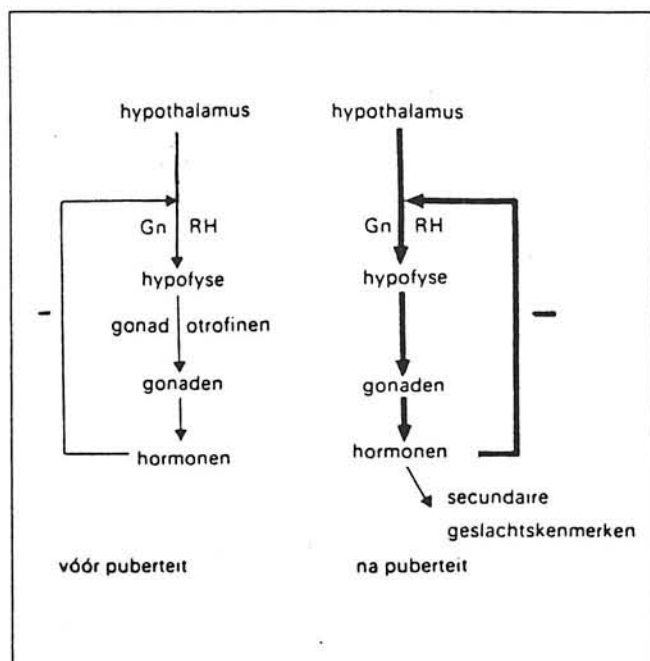 hypothalamus
Gn RH
hypofyse
gonad otrofinen
gonaden
hormonen
vóór puberteit
hypothalamus
Gn RH
hypofyse
gonaden
hormonen
secundaire
geslachtskenmerken
na puberteit